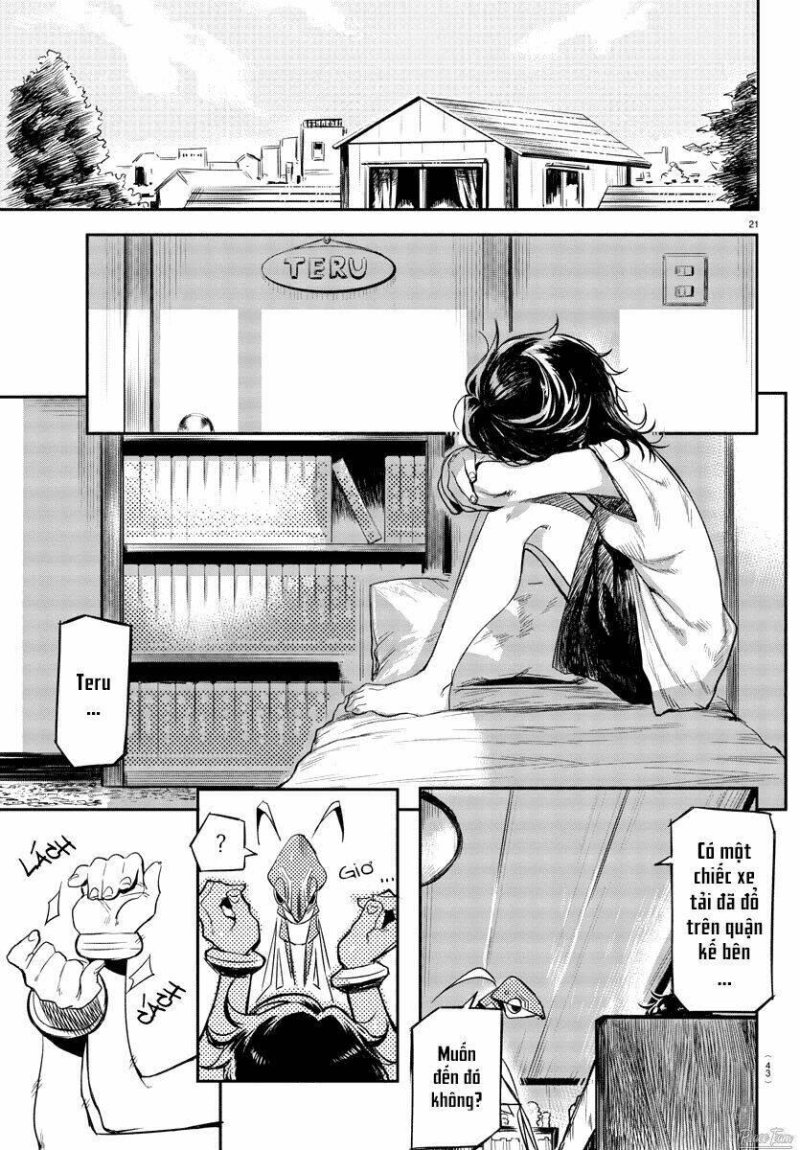 21
TERU
Teru
...
Có một
chiếc xe
tải đã đổ
trên quận
kế bên
...
Muốn
đến đó
không?
?
GIƠ
...
LÁCH
CÁCH
(43)